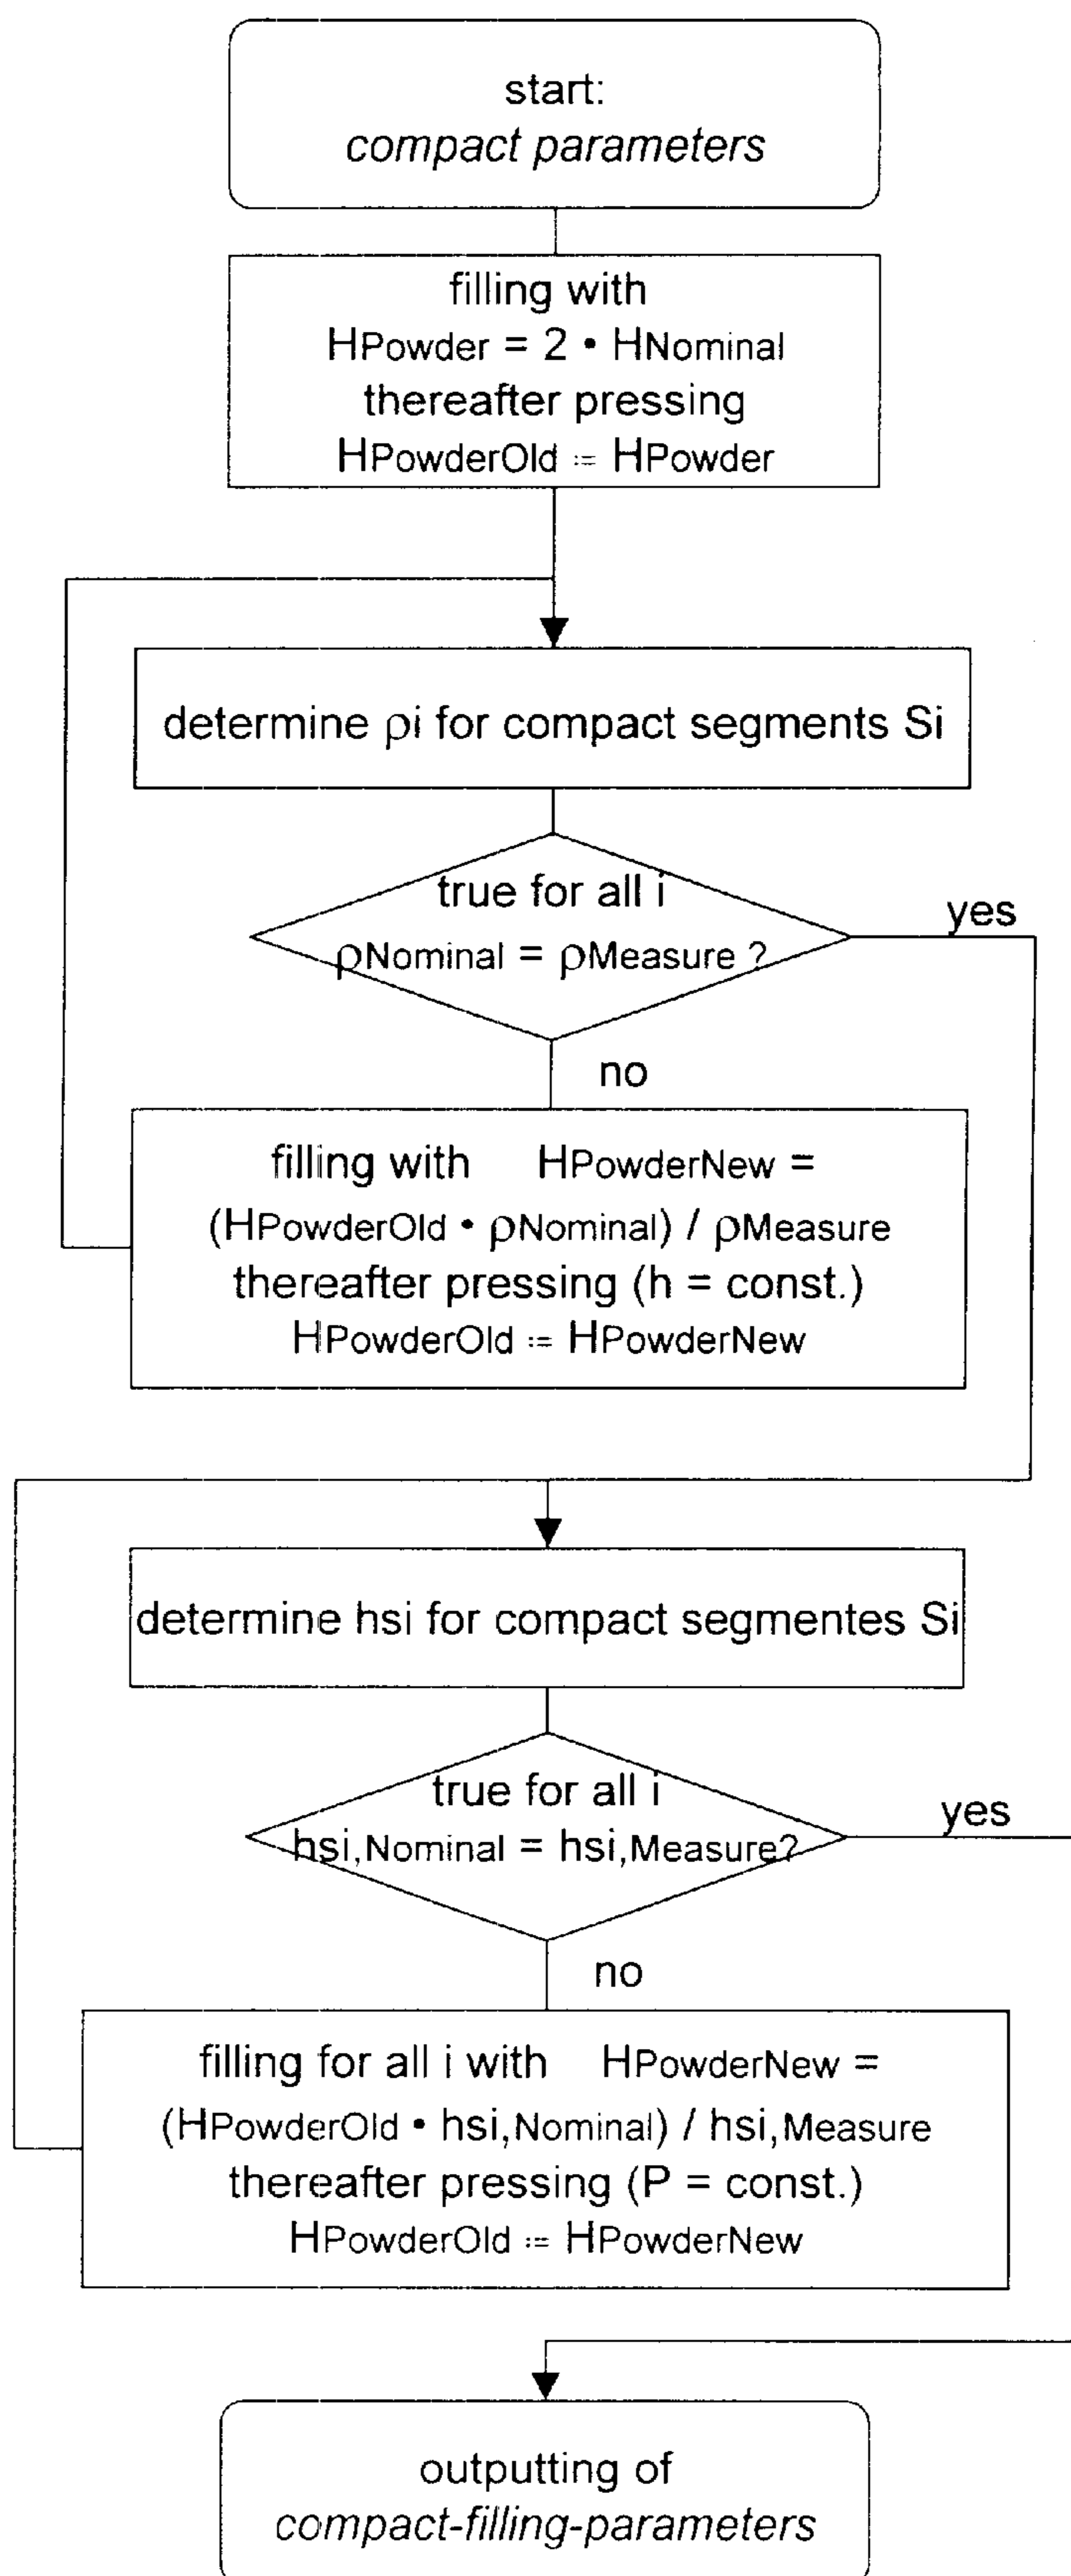 start:
compact parameters
filling with
HPowder = 2 • HNominal
thereafter pressing
HPowderOld := HPowder
determine ρi for compact segments Si
true for all i
ρNominal = ρMeasure ?
yes
no
filling with HPowderNew =
(HPowderOld • ρNominal) / ρMeasure
thereafter pressing (h = const.)
HPowderOld := HPowderNew
determine hsi for compact segmentes Si
true for all i
hsi,Nominal = hsi,Measure?
yes
no
filling for all i with HPowderNew =
(HPowderOld • hsi,Nominal) / hsi,Measure
thereafter pressing (P = const.)
HPowderOld := HPowderNew
outputting of
compact-filling-parameters